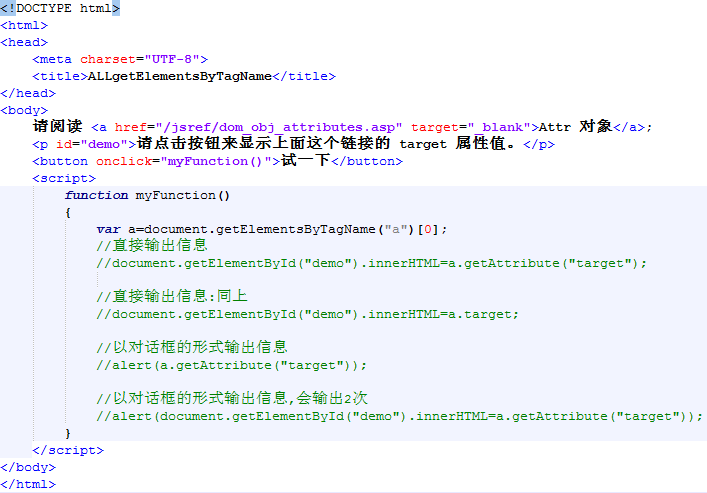 <!DOCTYPE html>
<html>
<head>
    <meta charset="UTF-8">
    <title>ALLgetElementsByTagName</title>
</head>
<body>
    请阅读 <a href="/jsref/dom_obj_attributes.asp" target="_blank">Attr 对象</a>;
    <p id="demo">请点击按钮来显示上面这个链接的 target 属性值。</p>
    <button onclick="myFunction()">试一下</button>
    <script>
        function myFunction()
        {
            var a=document.getElementsByTagName("a")[0];
            //直接输出信息
            //document.getElementById("demo").innerHTML=a.getAttribute("target");
            //直接输出信息:同上
            //document.getElementById("demo").innerHTML=a.target;
            //以对话框的形式输出信息
            //alert(a.getAttribute("target"));
            //以对话框的形式输出信息,会输出2次
            //alert(document.getElementById("demo").innerHTML=a.getAttribute("target"));
        }
    </script>
</body>
</html>